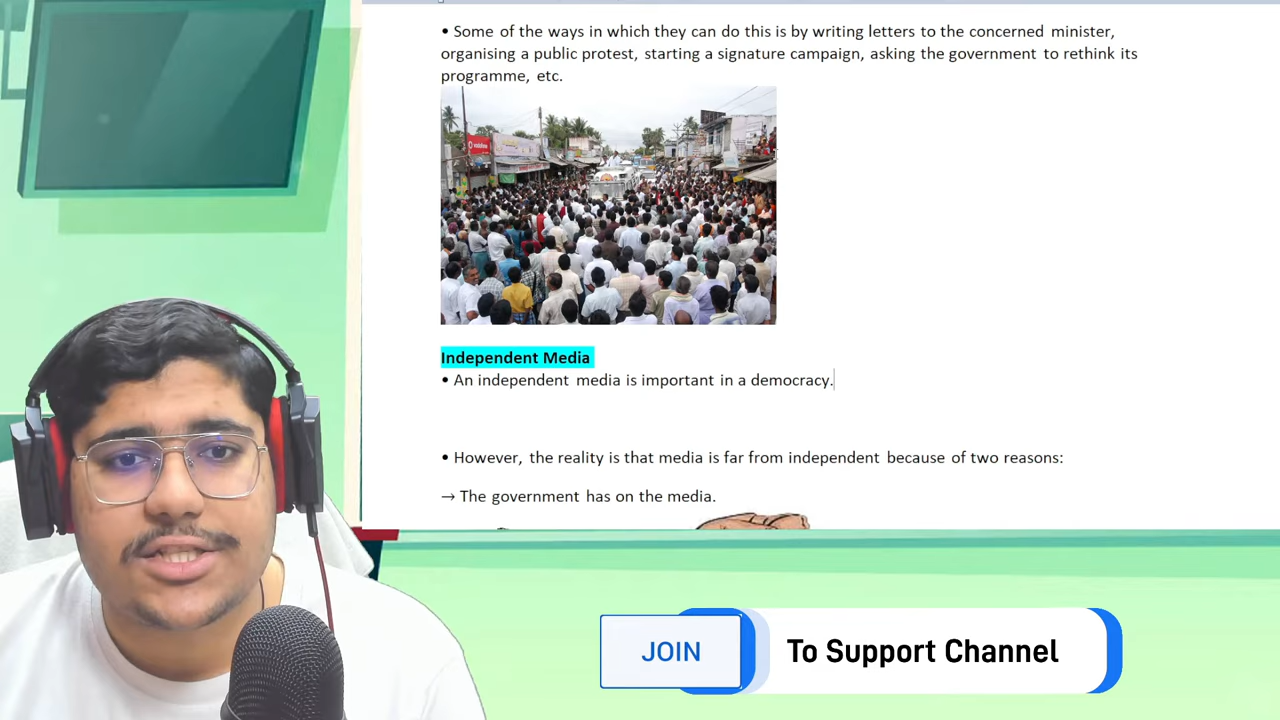 • Some of the ways in which they can do this is by writing letters to the concerned minister,
organising a public protest, starting a signature campaign, asking the government to rethink its
programme, etc.
Independent Media
• An independent media is important in a democracy.
• However, the reality is that media is far from independent because of two reasons:
→ The government has on the media.
JOIN
To Support Channel